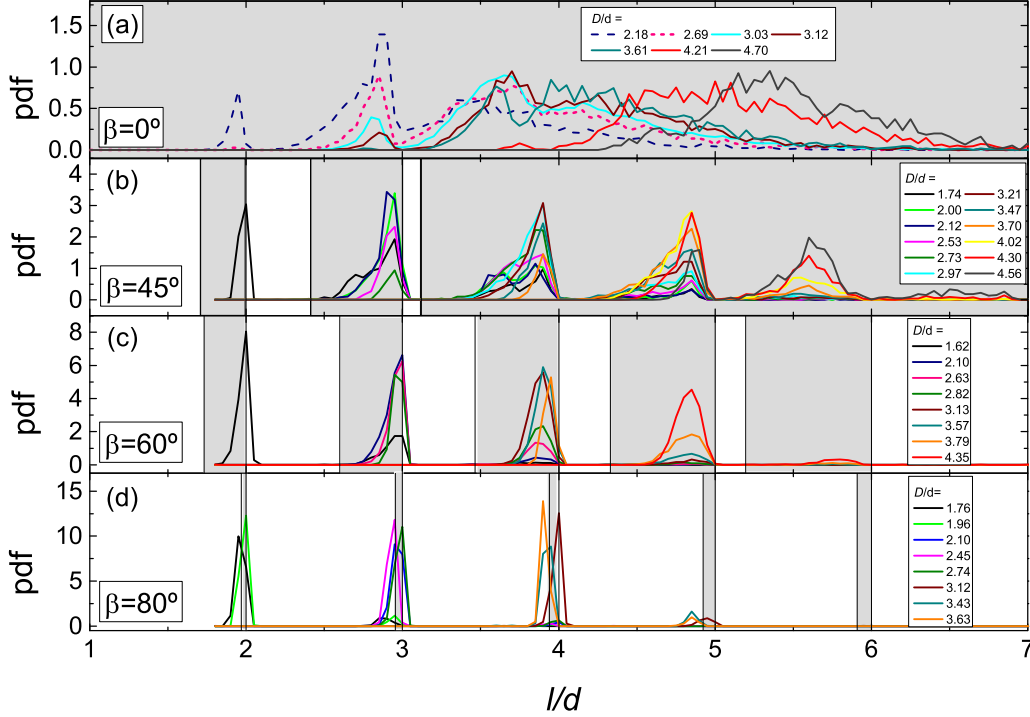 (a)
pdf
1.5
1.0
0.5
0.0
β=0º
D/d =
2.18 2.69 3.03 3.12
3.61 4.21 4.70
(b)
pdf
4
3
2
1
0
β=45º
D/d =
1.74 3.21
2.00 3.47
2.12 3.70
2.53 4.02
2.73 4.30
2.97 4.56
(c)
pdf
8
6
4
2
0
β=60º
D/d =
1.62
2.10
2.63
2.82
3.13
3.57
3.79
4.35
(d)
pdf
15
10
5
0
β=80º
D/d=
1.76
1.96
2.10
2.45
2.74
3.12
3.43
3.63
1 2 3 4 5 6 7
l/d